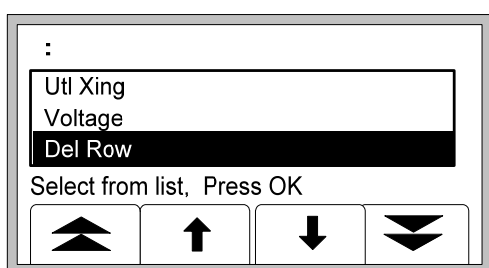 :
Utl Xing
Voltage
Del Row
Select from list, Press OK